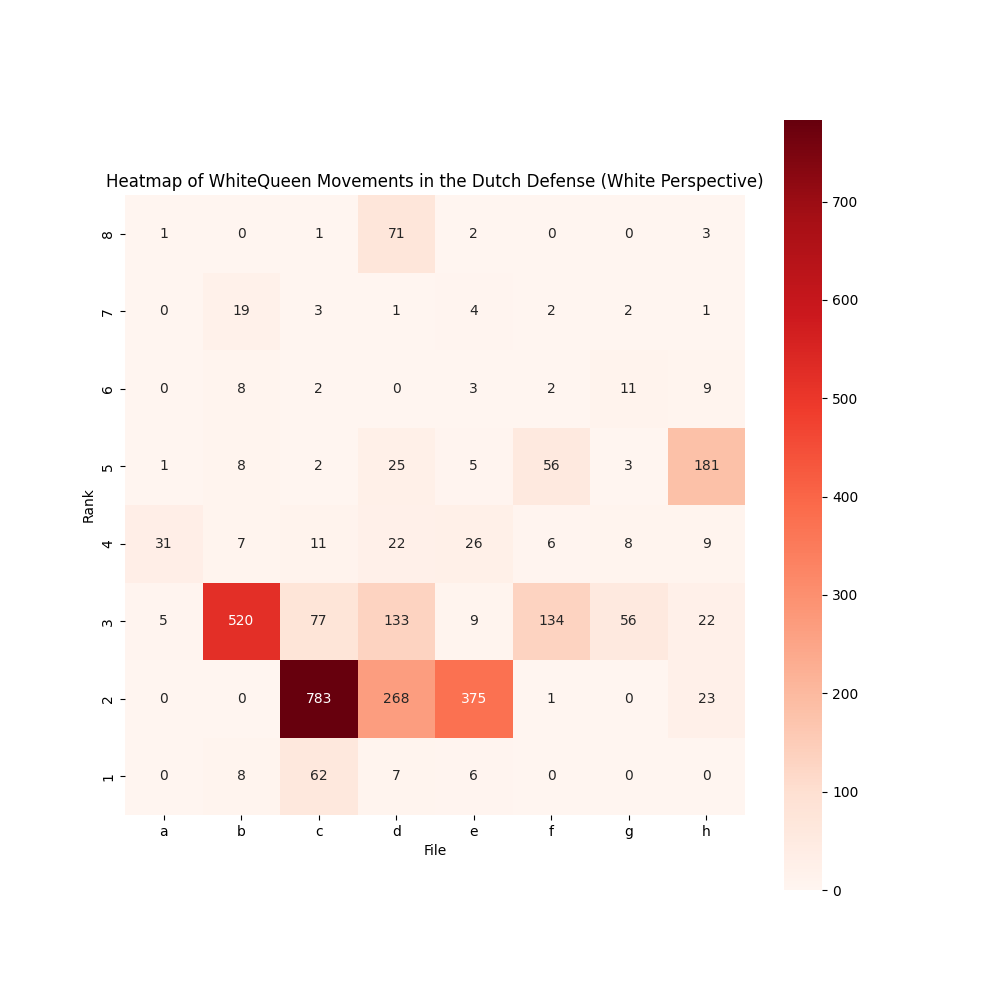 Heatmap of WhiteQueen Movements in the Dutch Defense (White Perspective)
8 1 0 1 71 2 0 0 3
7 0 19 3 1 4 2 2 1
6 0 8 2 0 3 2 11 9
5 1 8 2 25 5 56 3 181
4 31 7 11 22 26 6 8 9
3 5 520 77 133 9 134 56 22
2 0 0 783 268 375 1 0 23
1 0 8 62 7 6 0 0 0
a b c d e f g h
File
Rank
700
600
500
400
300
200
100
0